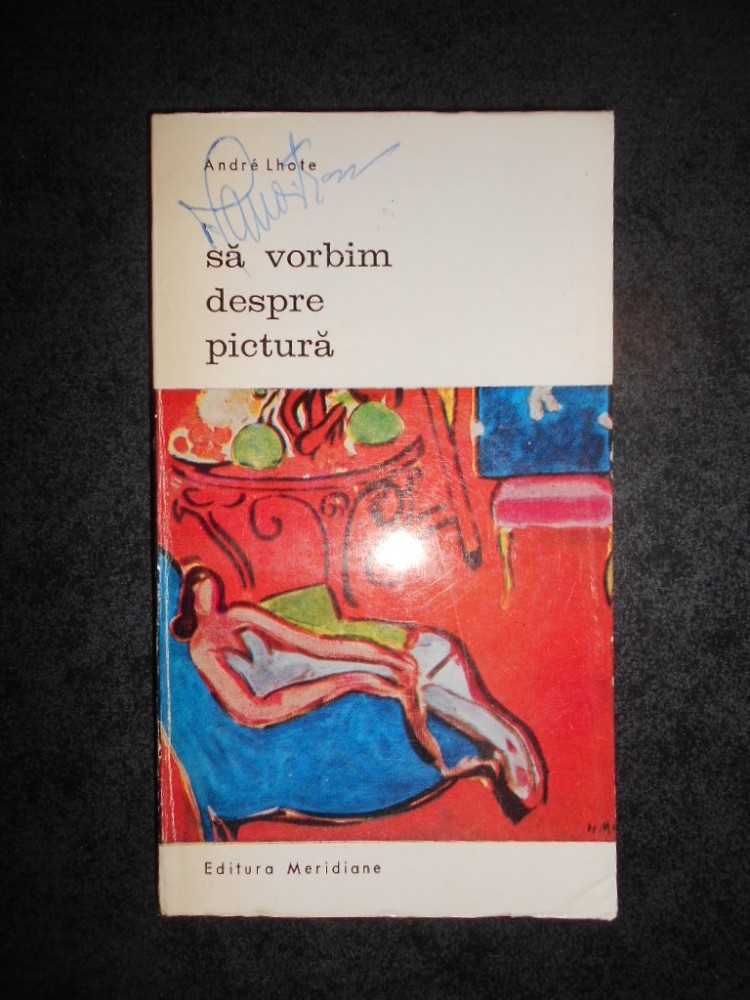 André Lhote
să vorbim
despre
pictură
Editura Meridiane